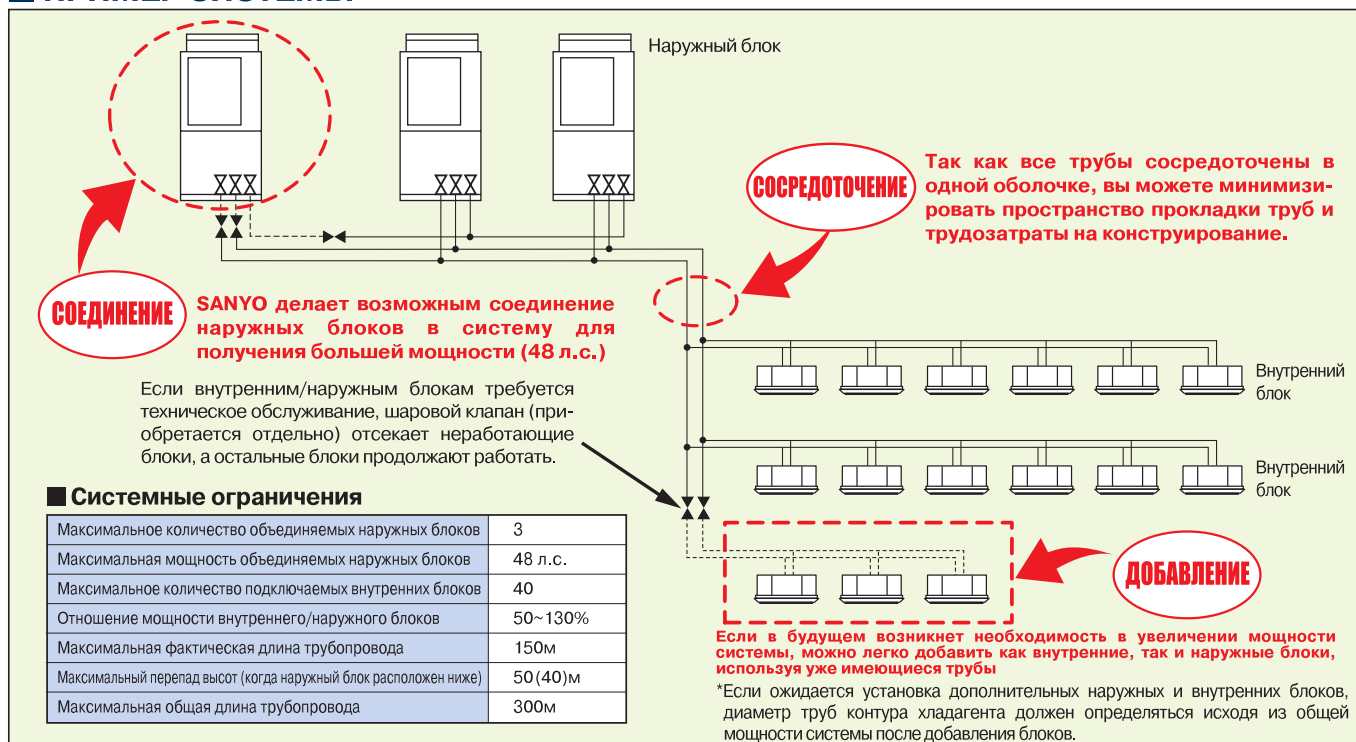 ■ ПРИМЕР СИСТЕМЫ
Наружный блок
СОСРЕДОТОЧЕНИЕ
Так как все трубы сосредоточены в
одной оболочке, вы можете минимизи-
ровать пространство прокладки труб и
трудозатраты на конструирование.
СОЕДИНЕНИЕ
SANYO делает возможным соединение
наружных блоков в систему для
получения большей мощности (48 л.с.)
Если внутренним/наружным блокам требуется
техническое обслуживание, шаровой клапан (при-
обретается отдельно) отсекает неработающие
блоки, а остальные блоки продолжают работать.
Внутренний
блок
Внутренний
блок
■ Системные ограничения
Максимальное количество объединяемых наружных блоков 3
Максимальная мощность объединяемых наружных блоков 48 л.с.
Максимальное количество подключаемых внутренних блоков 40
Отношение мощности внутреннего/наружного блоков 50~130%
Максимальная фактическая длина трубопровода 150м
Максимальный перепад высот (когда наружный блок расположен ниже) 50(40)м
Максимальная общая длина трубопровода 300м
ДОБАВЛЕНИЕ
Если в будущем возникнет необходимость в увеличении мощности
системы, можно легко добавить как внутренние, так и наружные блоки,
используя уже имеющиеся трубы
*Если ожидается установка дополнительных наружных и внутренних блоков,
диаметр труб контура хладагента должен определяться исходя из общей
мощности системы после добавления блоков.